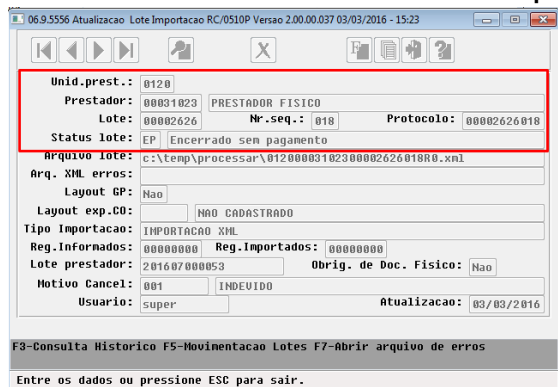 06.9.5556 Atualizacao Lote Importacao RC/0510P Versao 2.00.00.037 03/03/2016 - 15:23
Unid.prest.: 0120
Prestador: 00031023 PRESTADOR FISICO
Lote: 00002626 Nr.seq.: 018 Protocolo: 00002626018
Status lote: EP Encerrado sem pagamento
Arquivo lote: c:\temp\processar\01200003102300002626018R0.xml
Arq. XML erros:
Layout GP: Nao
Layout exp.CO: NAO CADASTRADO
Tipo Importacao: IMPORTACAO XML
Reg.Informados: 00000000 Reg.Importados: 00000000
Lote prestador: 201607000053 Obrig. de Doc. Fisico: Nao
Motivo Cancel: 001 INDEVIDO
Usuario: super Atualizacao: 03/03/2016
F3-Consulta Historico F5-Movimentacao Lotes F7-Abrir arquivo de erros
Entre os dados ou pressione ESC para sair.